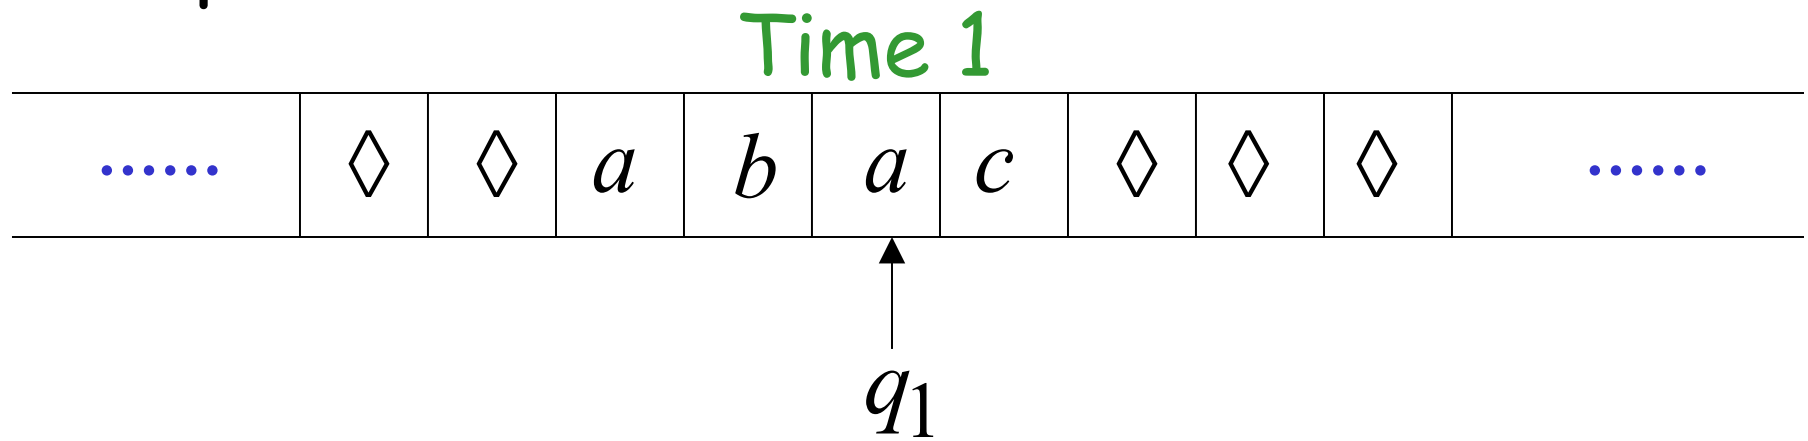 Time 1
...... ◊ ◊ a b a c ◊ ◊ ◊ ......
q₁